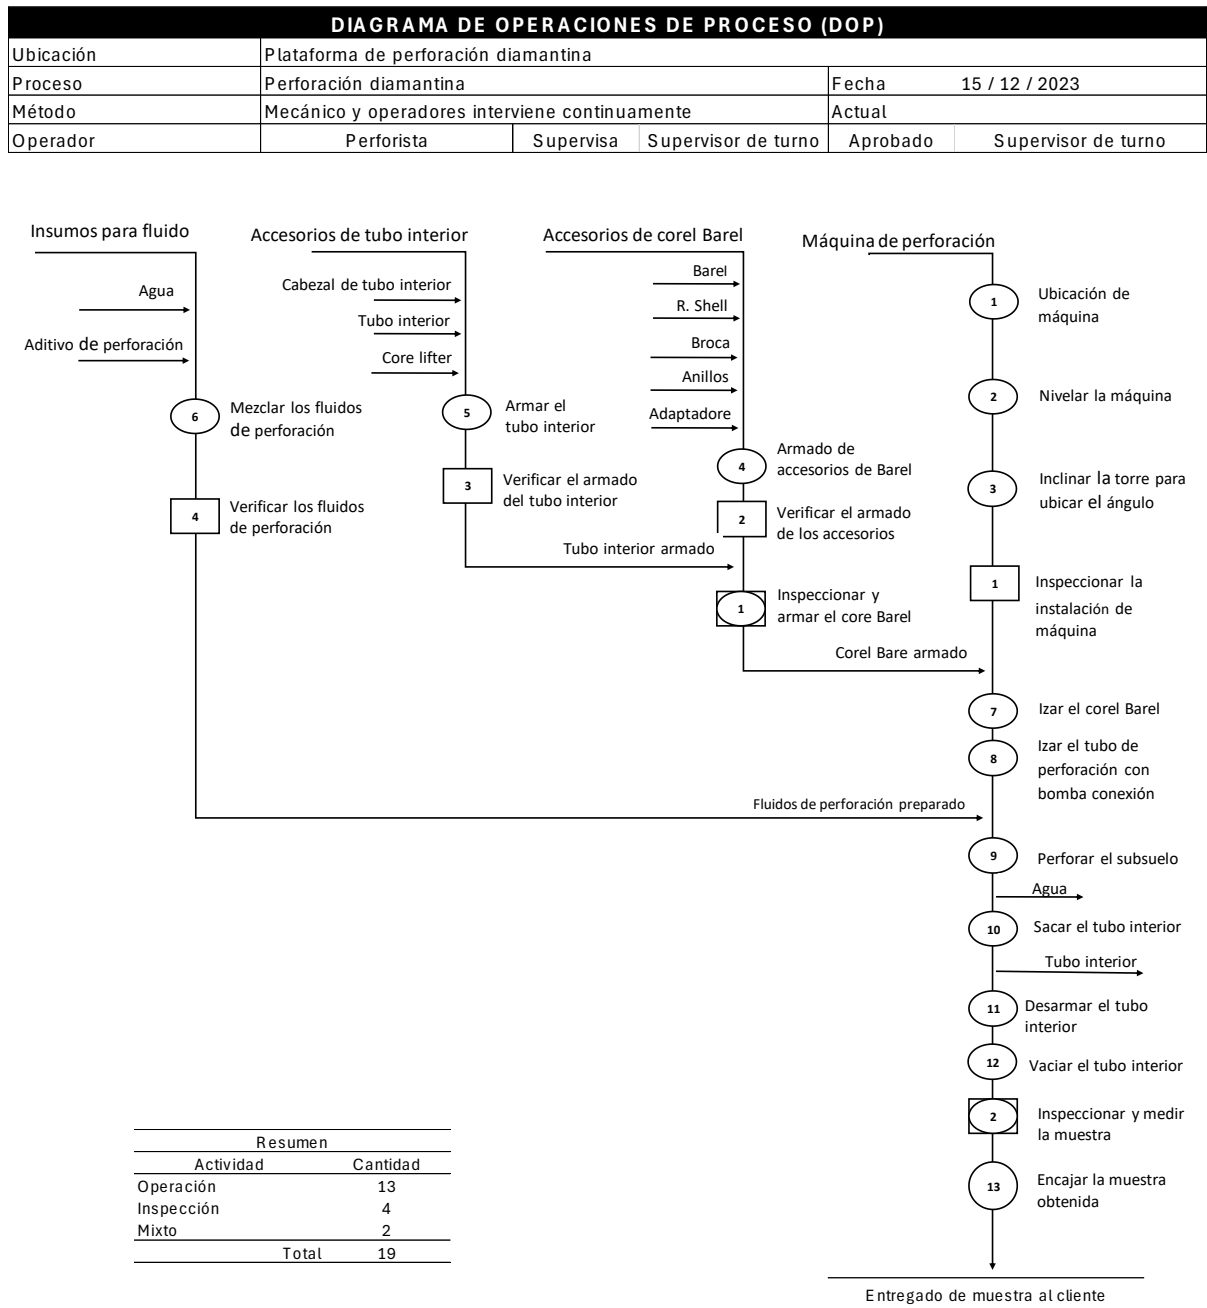 DIAGRAMA DE OPERACIONES DE PROCESO (DOP)
Ubicación Plataforma de perforación diamantina
Proceso Perforación diamantina Fecha 15 / 12 / 2023
Método Mecánico y operadores interviene continuamente Actual
Operador Perforista Supervisa Supervisor de turno Aprobado Supervisor de turno
Insumos para fluido
Agua
Aditivo de perforación
6
Mezclar los fluidos
de perforación
4
Verificar los fluidos
de perforación
Accesorios de tubo interior
Cabezal de tubo interior
Tubo interior
Core lifter
5
Armar el
tubo interior
3
Verificar el armado
del tubo interior
Tubo interior armado
Accesorios de corel Barel
Barel
R. Shell
Broca
Anillos
Adaptadore
4
Armado de
accesorios de Barel
2
Verificar el armado
de los accesorios
1
Inspeccionar y
armar el core Barel
Corel Bare armado
Máquina de perforación
1
Ubicación de
máquina
2
Nivelar la máquina
3
Inclinar la torre para
ubicar el ángulo
1
Inspeccionar la
instalación de
máquina
7
Izar el corel Barel
8
Izar el tubo de
perforación con
bomba conexión
Fluidos de perforación preparado
9
Perforar el subsuelo
Agua
10
Sacar el tubo interior
Tubo interior
11
Desarmar el tubo
interior
12
Vaciar el tubo interior
2
Inspeccionar y medir
la muestra
13
Encajar la muestra
obtenida
Entregado de muestra al cliente
Resumen
Actividad Cantidad
Operación 13
Inspección 4
Mixto 2
Total 19